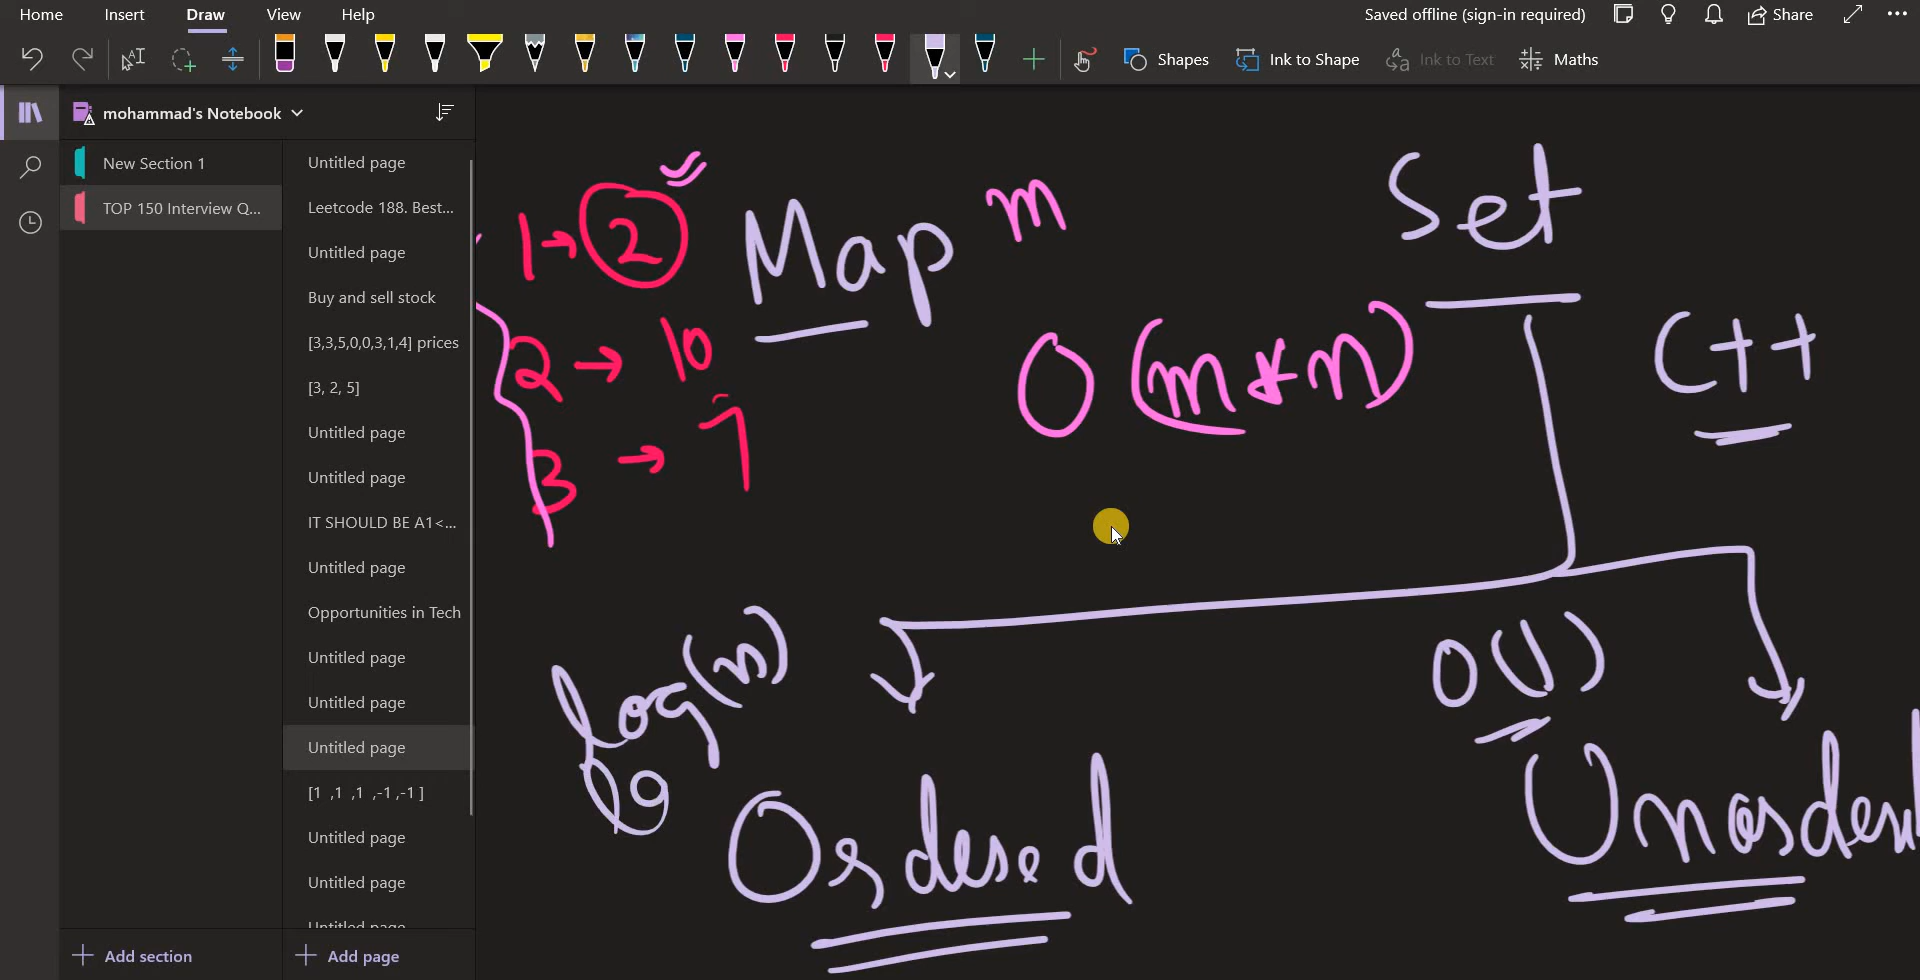 Home Insert Draw View Help
Saved offline (sign-in required) Share
Shapes Ink to Shape Ink to Text Maths
mohammad's Notebook
New Section 1
TOP 150 Interview Q...
Untitled page
Leetcode 188. Best...
Untitled page
Buy and sell stock
[3,3,5,0,0,3,1,4] prices
[3, 2, 5]
Untitled page
Untitled page
IT SHOULD BE A1<...
Untitled page
Opportunities in Tech
Untitled page
Untitled page
Untitled page
[1 ,1 ,1 ,-1 ,-1 ]
Untitled page
Untitled page
Untitled page
Add section
Add page
1→2
2→10
3→7
Map m
Set
O(m*n)
C++
log(n)
O(1)
Ordered